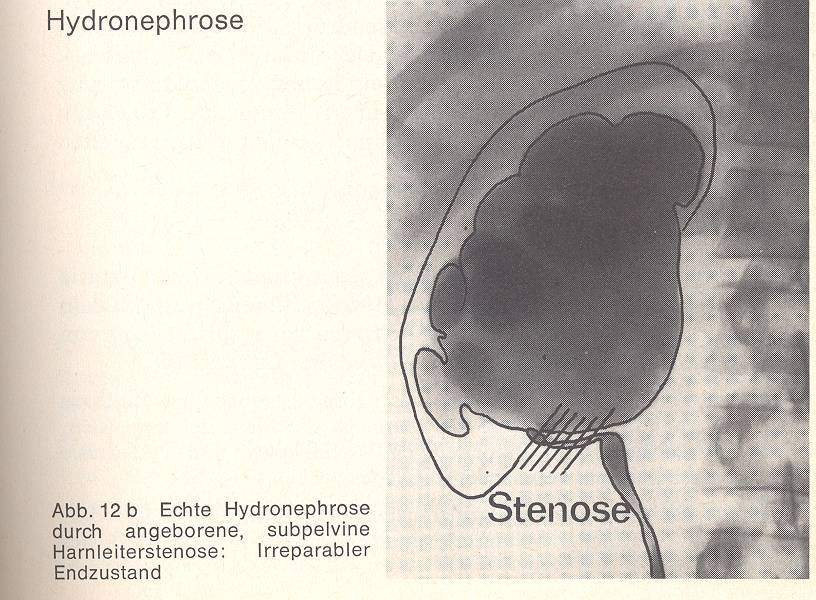 Hydronephrose
Stenose
Abb. 12 b Echte Hydronephrose
durch angeborene, subpelvine
Harnleiterstenose: Irreparabler
Endzustand